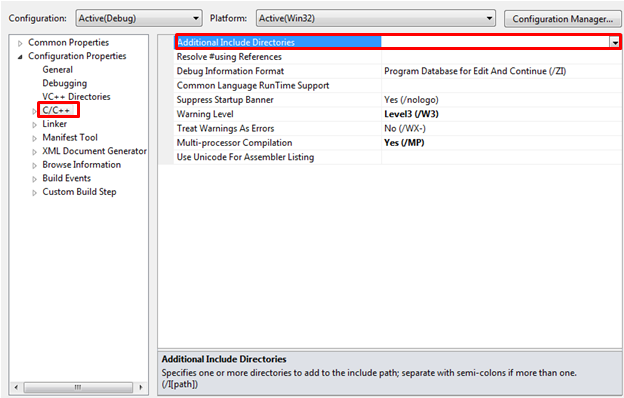 Configuration: Active(Debug) Platform: Active(Win32) Configuration Manager...
Common Properties
Configuration Properties
General
Debugging
VC++ Directories
C/C++
Linker
Manifest Tool
XML Document Generator
Browse Information
Build Events
Custom Build Step
Additional Include Directories
Resolve #using References
Debug Information Format Program Database for Edit And Continue (/ZI)
Common Language RunTime Support
Suppress Startup Banner Yes (/nologo)
Warning Level Level3 (/W3)
Treat Warnings As Errors No (/WX-)
Multi-processor Compilation Yes (/MP)
Use Unicode For Assembler Listing
Additional Include Directories
Specifies one or more directories to add to the include path; separate with semi-colons if more than one.
(/I[path])